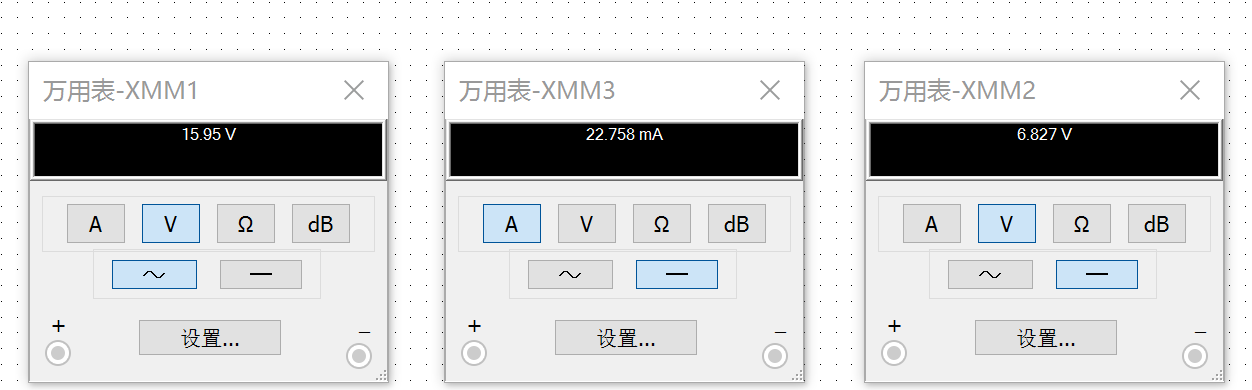 万用表-XMM1
15.95 V
A V Ω dB
+ –
设置...
万用表-XMM3
22.758 mA
A V Ω dB
+ –
设置...
万用表-XMM2
6.827 V
A V Ω dB
+ –
设置...